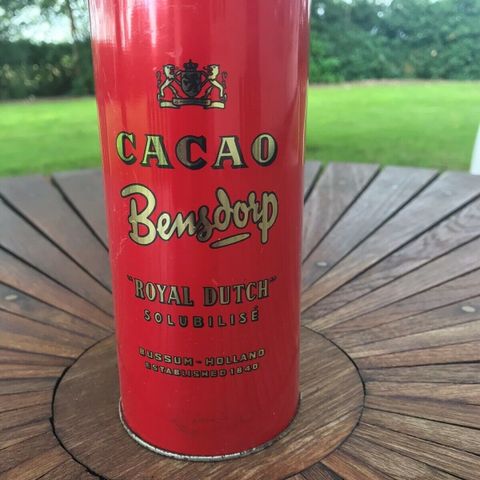 CACAO
Bensdorp
"ROYAL DUTCH"
SOLUBILISÉ
BUSSUM-HOLLAND
ESTABLISHED 1840